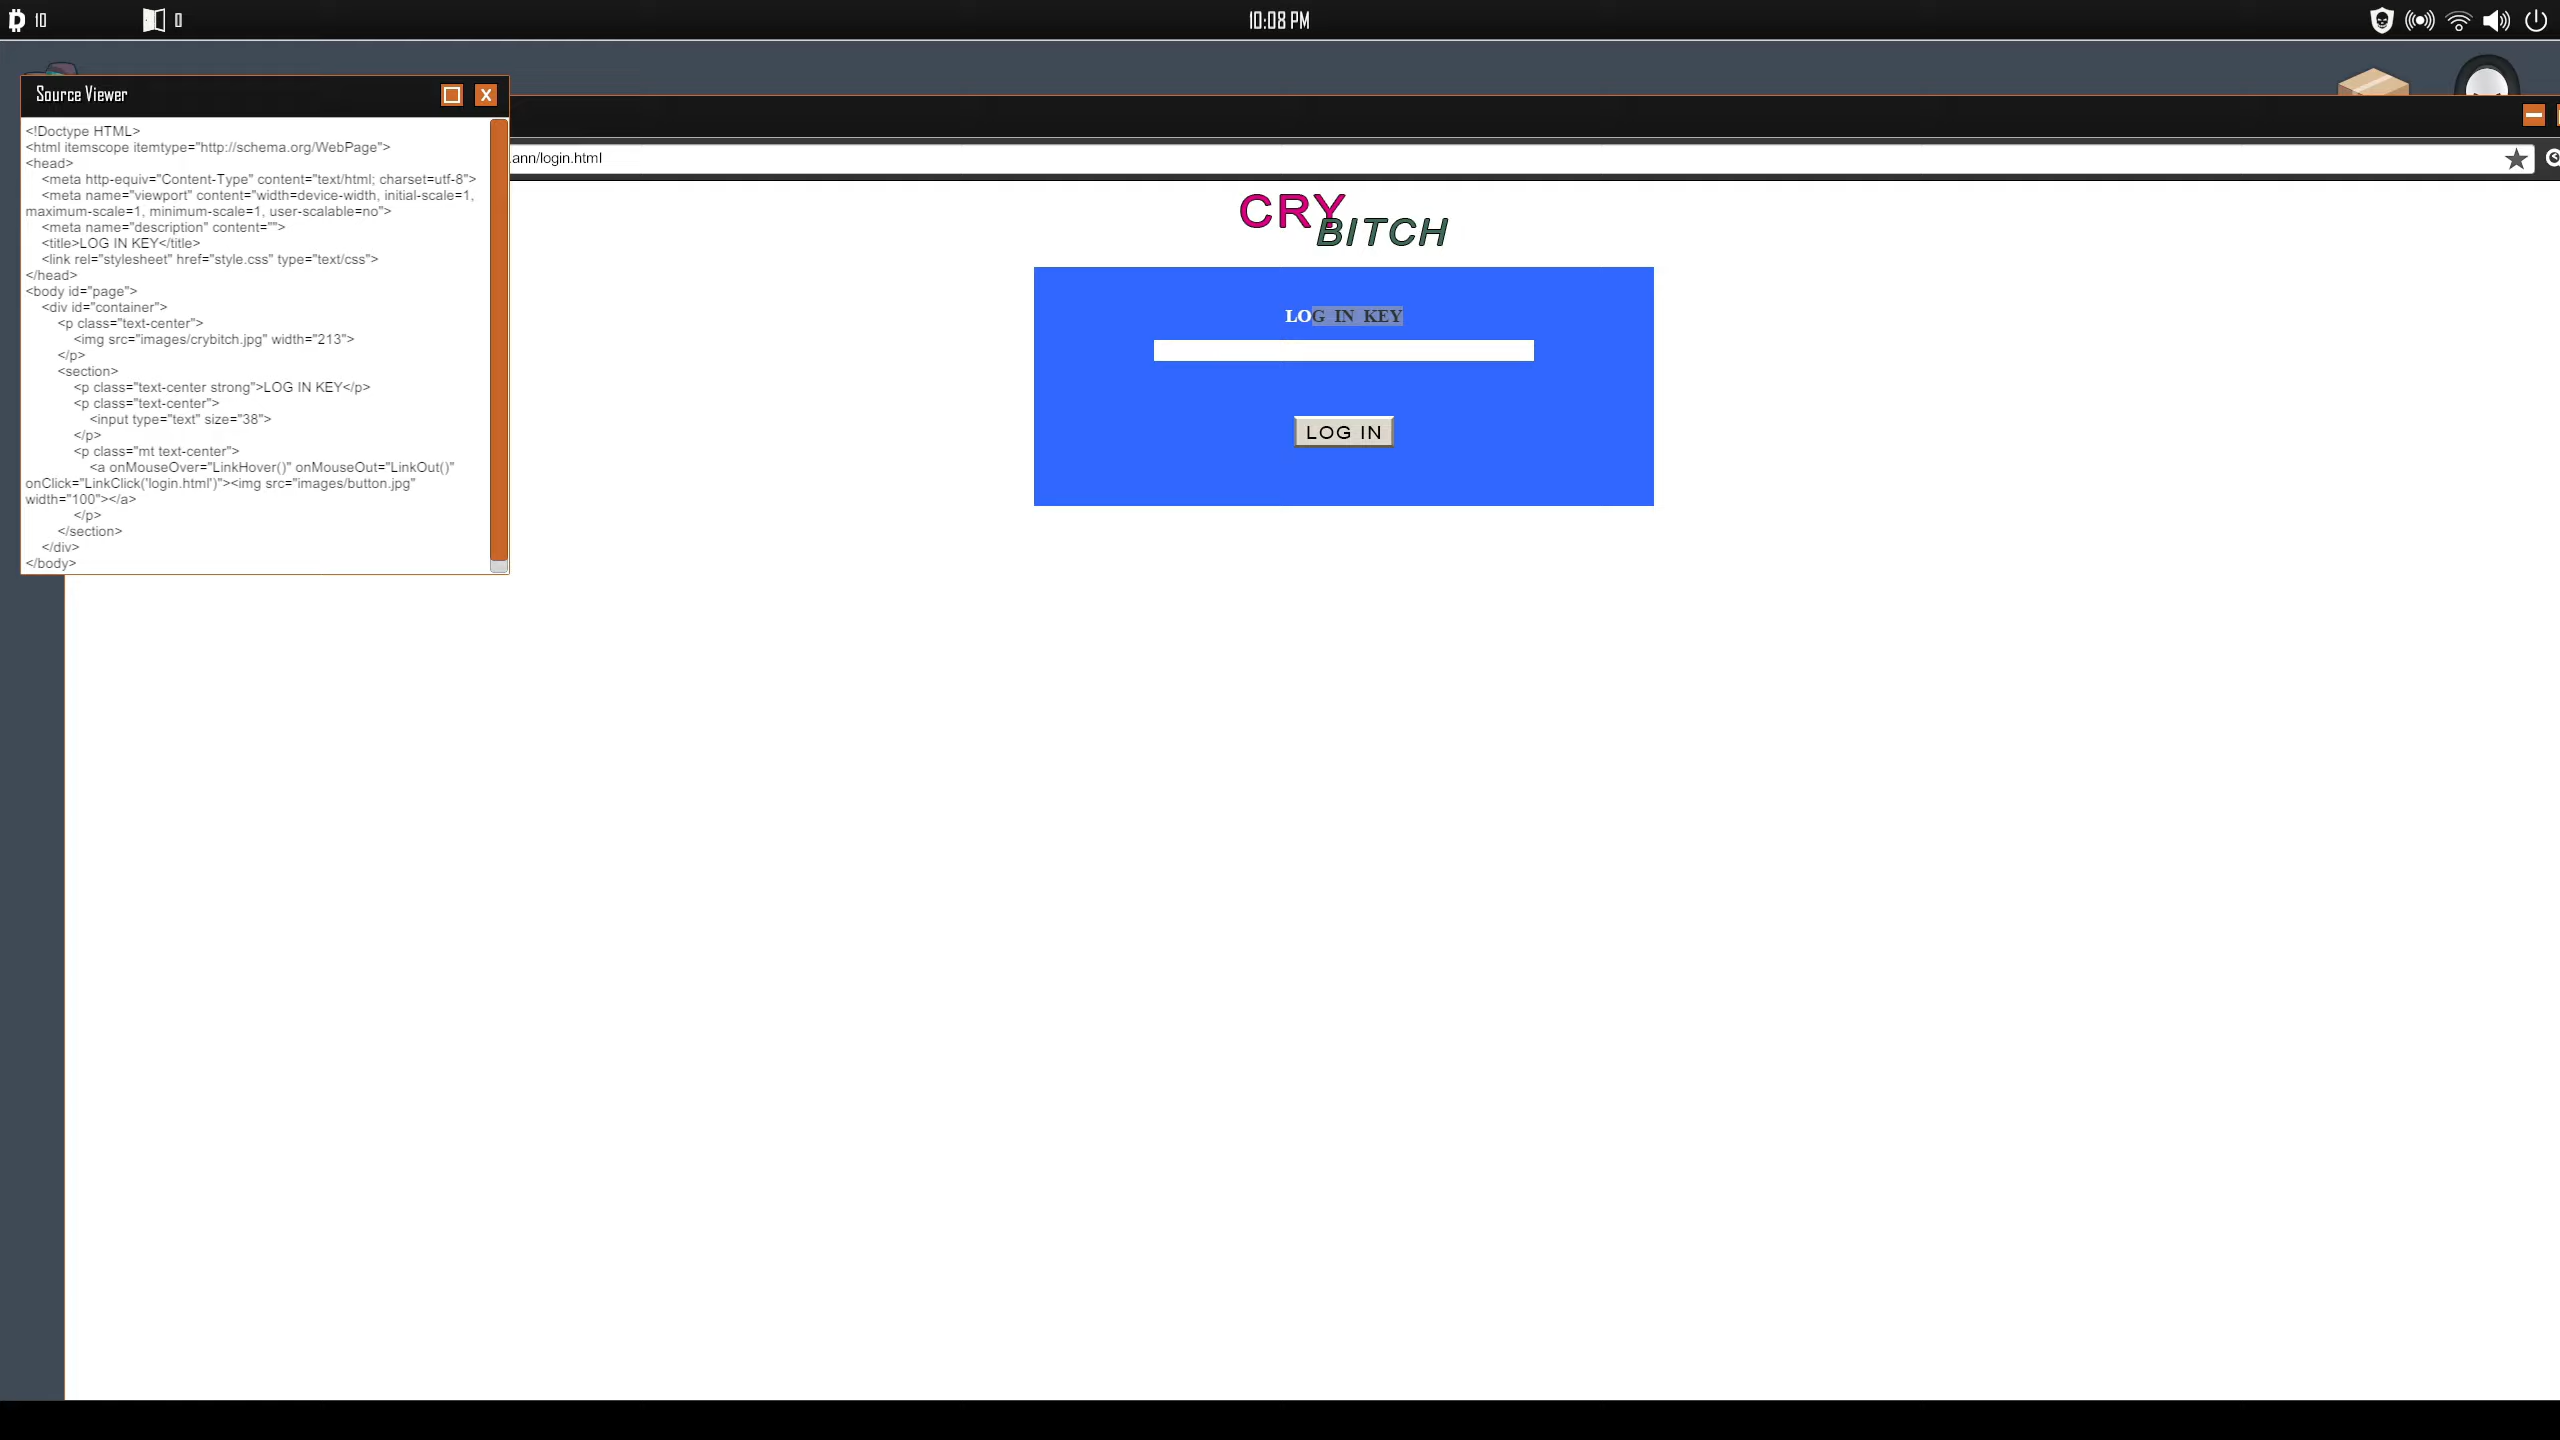 10
0
10:08 PM
Source Viewer
X
<!Doctype HTML>
<html itemscope itemtype="http://schema.org/WebPage">
<head>
<meta http-equiv="Content-Type" content="text/html; charset=utf-8">
<meta name="viewport" content="width=device-width, initial-scale=1,
maximum-scale=1, minimum-scale=1, user-scalable=no">
<meta name="description" content="">
<title>LOG IN KEY</title>
<link rel="stylesheet" href="style.css" type="text/css">
</head>
<body id="page">
<div id="container">
<p class="text-center">
<img src="images/crybitch.jpg" width="213">
</p>
<section>
<p class="text-center strong">LOG IN KEY</p>
<p class="text-center">
<input type="text" size="38">
</p>
<p class="mt text-center">
<a onMouseOver="LinkHover()" onMouseOut="LinkOut()"
onClick="LinkClick('login.html')"><img src="images/button.jpg"
width="100"></a>
</p>
</section>
</div>
</body>
.ann/login.html
CRY
BITCH
LOG IN KEY
LOG IN